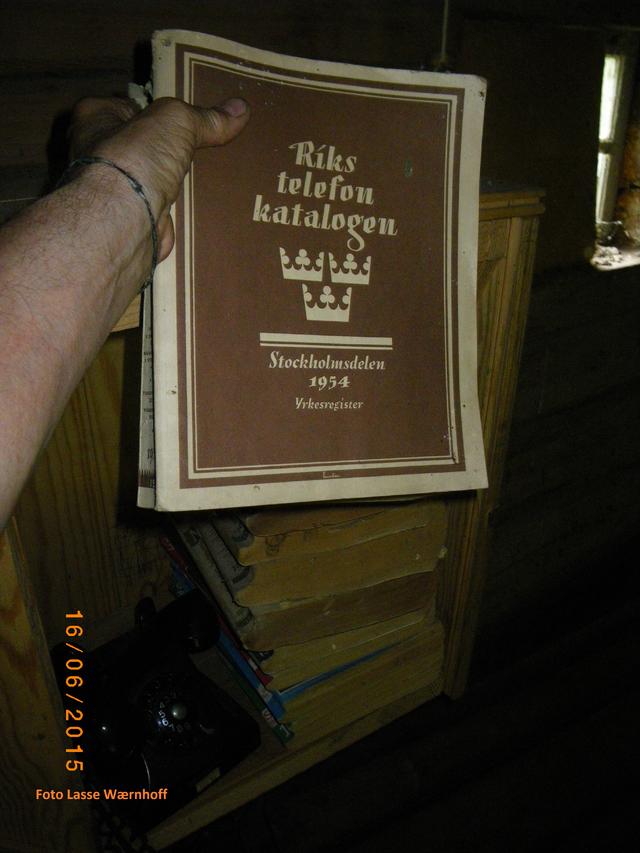 Riks
telefon
katalogen
Stockholmsdelen
1954
Yrkesregister
16/06/2015
Foto Lasse Wærnhoff